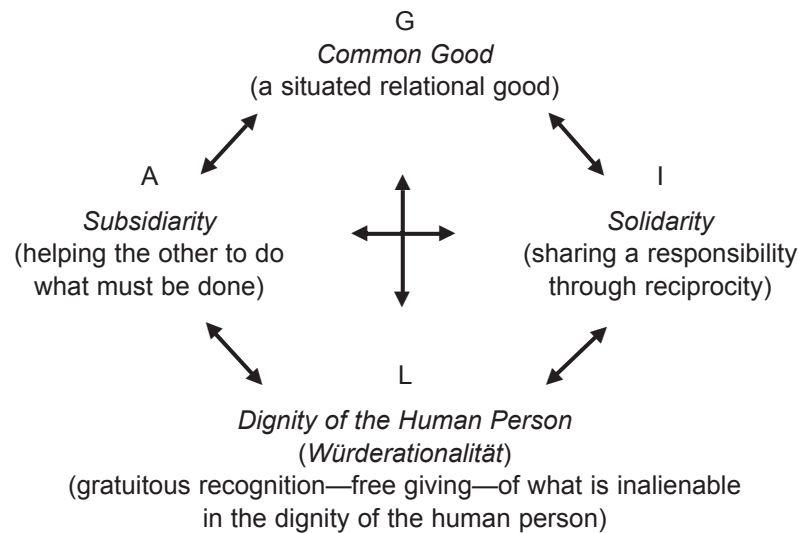 G
Common Good
(a situated relational good)
A
Subsidiarity
(helping the other to do
what must be done)
I
Solidarity
(sharing a responsibility
through reciprocity)
L
Dignity of the Human Person
(Würderationalität)
(gratuitous recognition—free giving—of what is inalienable
in the dignity of the human person)